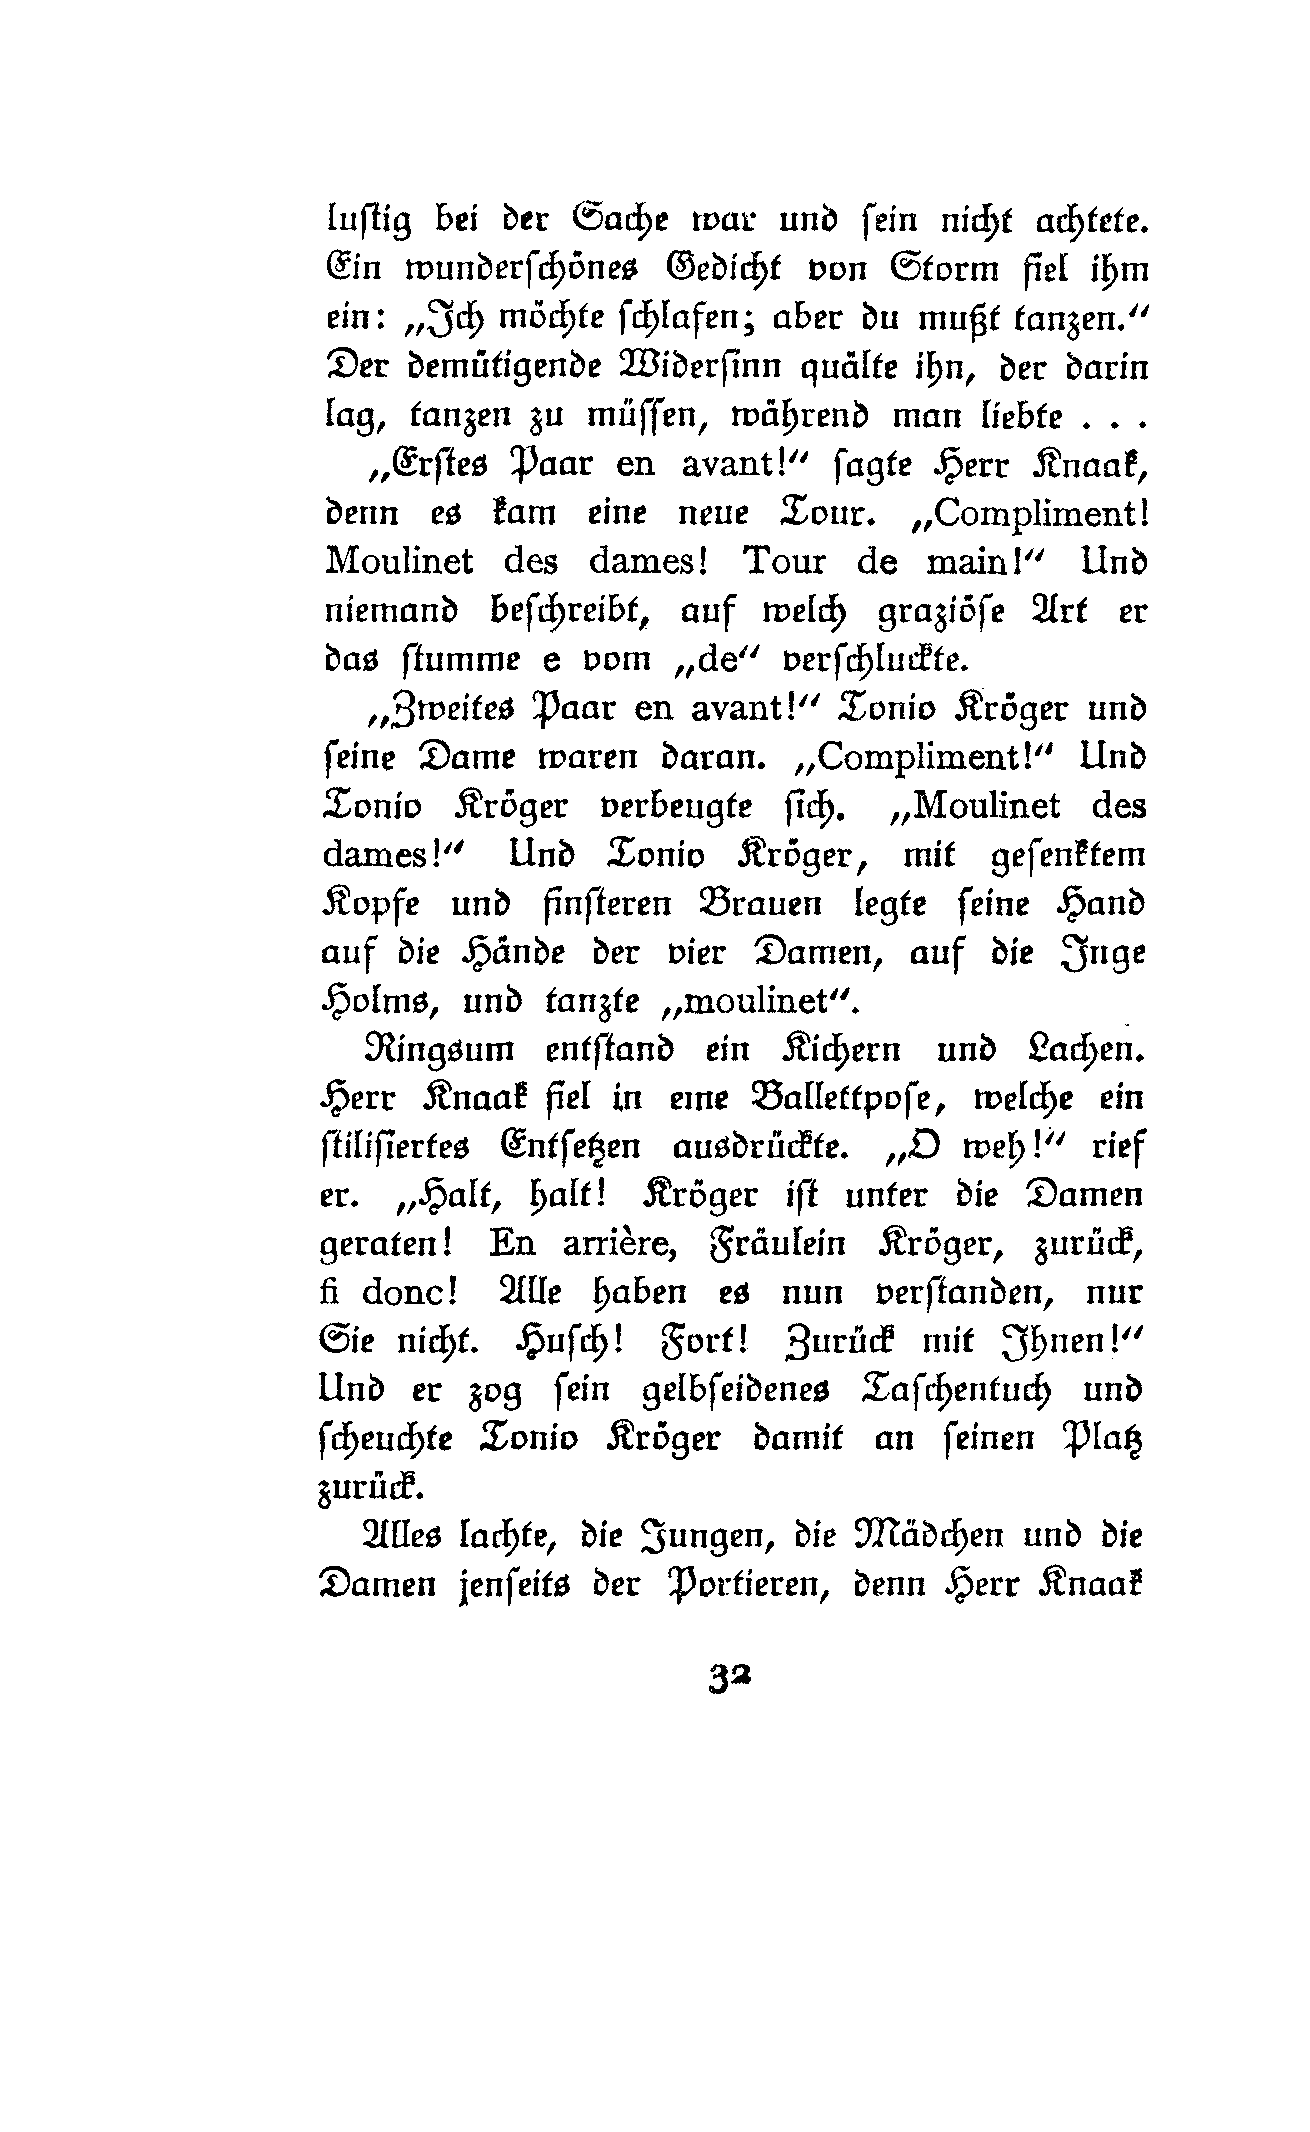 lustig bei der Sache war und sein nicht achtete.
Ein wunderschönes Gedicht von Storm fiel ihm
ein: „Ich möchte schlafen; aber du mußt tanzen.“
Der demütigende Widersinn quälte ihn, der darin
lag, tanzen zu müssen, während man liebte . . .
„Erstes Paar en avant!“ sagte Herr Knaak,
denn es kam eine neue Tour. „Compliment!
Moulinet des dames! Tour de main!“ Und
niemand beschreibt, auf welch graziöse Art er
das stumme e vom „de“ verschluckte.
„Zweites Paar en avant!“ Tonio Kröger und
seine Dame waren daran. „Compliment!“ Und
Tonio Kröger verbeugte sich. „Moulinet des
dames!“ Und Tonio Kröger, mit gesenktem
Kopfe und finsteren Brauen legte seine Hand
auf die Hände der vier Damen, auf die Inge
Holms, und tanzte „moulinet“.
Ringsum entstand ein Kichern und Lachen.
Herr Knaak fiel in eine Ballettpose, welche ein
stilisiertes Entsetzen ausdrückte. „O weh!“ rief
er. „Halt, halt! Kröger ist unter die Damen
geraten! En arrière, Fräulein Kröger, zurück,
fi donc! Alle haben es nun verstanden, nur
Sie nicht. Husch! Fort! Zurück mit Ihnen!“
Und er zog sein gelbseidenes Taschentuch und
scheuchte Tonio Kröger damit an seinen Platz
zurück.
Alles lachte, die Jungen, die Mädchen und die
Damen jenseits der Portieren, denn Herr Knaak
32